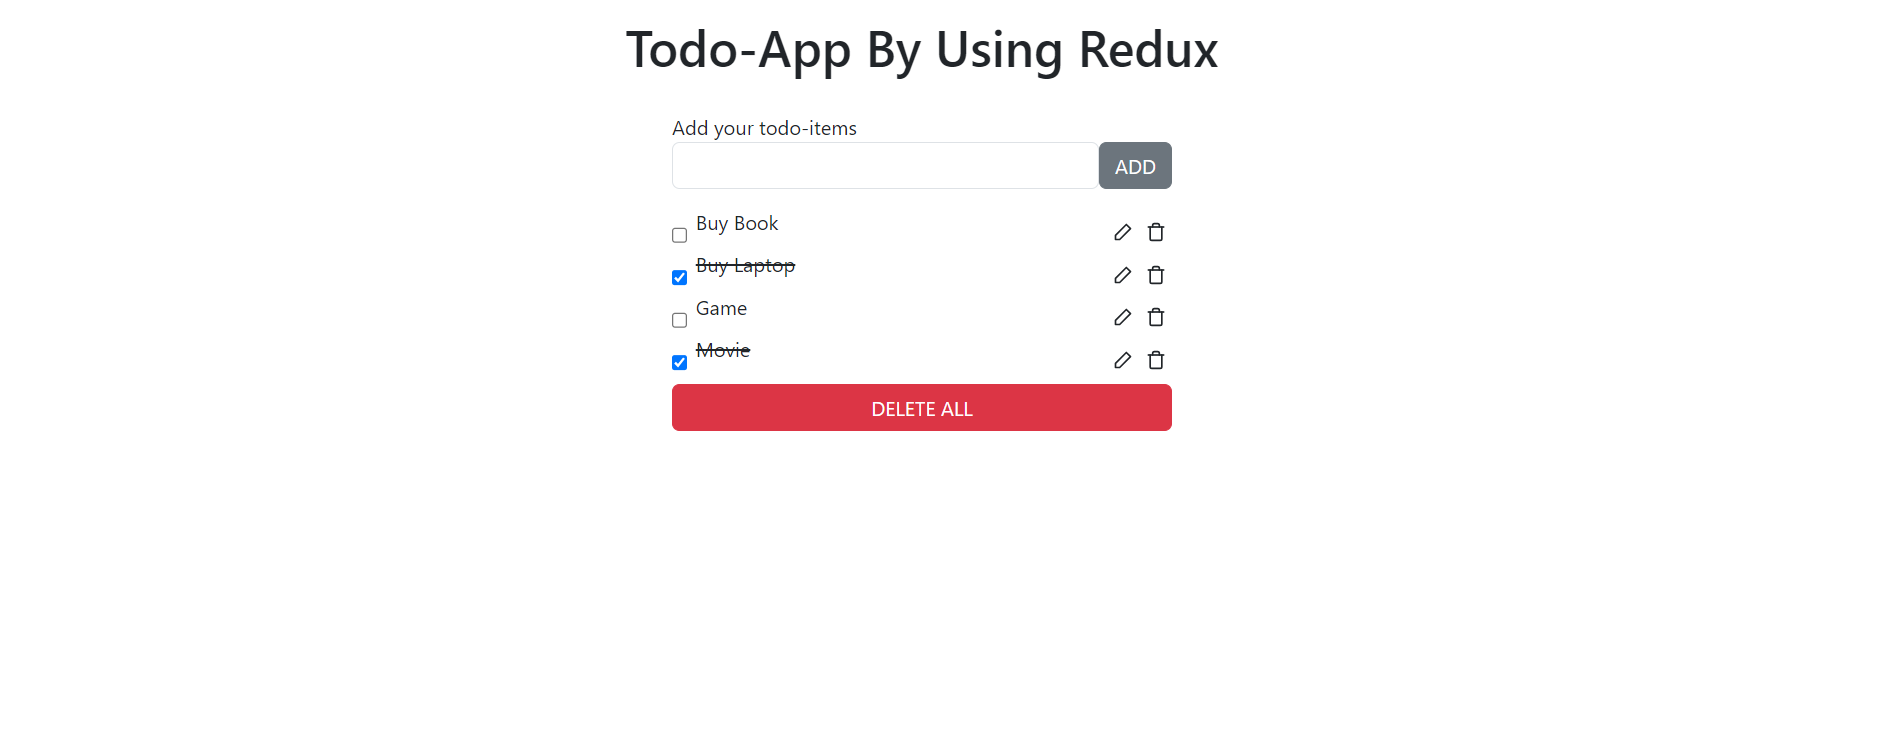 Todo-App By Using Redux
Add your todo-items
ADD
Buy Book
Buy Laptop
Game
Movie
DELETE ALL